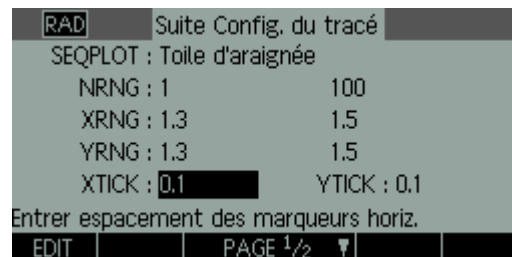 RAD Suite Config. du tracé
SEQPLOT : Toile d'araignée
NRNG : 1 100
XRNG : 1.3 1.5
YRNG : 1.3 1.5
XTICK : 0.1 YTICK : 0.1
Entrer espacement des marqueurs horiz.
EDIT PAGE 1/2 ▼